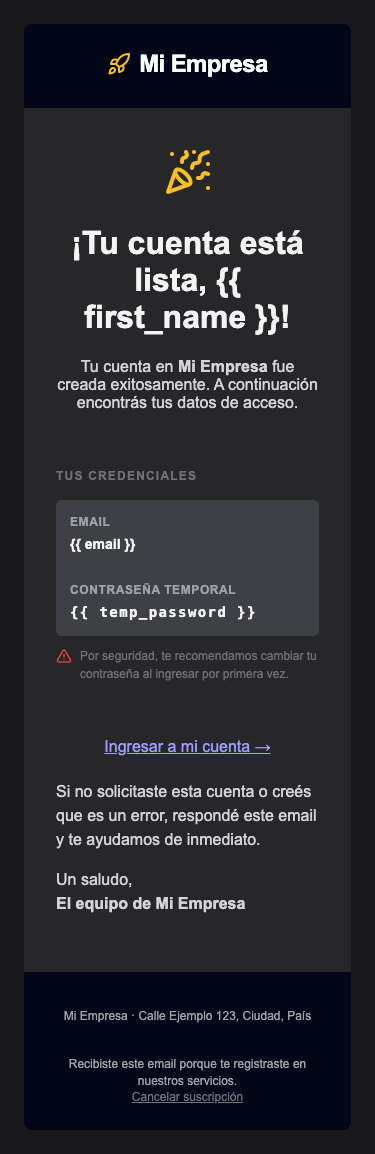 Mi Empresa
¡Tu cuenta está
lista, {{
first_name }}!
Tu cuenta en Mi Empresa fue
creada exitosamente. A continuación
encontrás tus datos de acceso.
TUS CREDENCIALES
EMAIL
{{ email }}
CONTRASEÑA TEMPORAL
{{ temp_password }}
Por seguridad, te recomendamos cambiar tu
contraseña al ingresar por primera vez.
Ingresar a mi cuenta →
Si no solicitaste esta cuenta o creés
que es un error, respondé este email
y te ayudamos de inmediato.
Un saludo,
El equipo de Mi Empresa
Mi Empresa · Calle Ejemplo 123, Ciudad, País
Recibiste este email porque te registraste en
nuestros servicios.
Cancelar suscripción